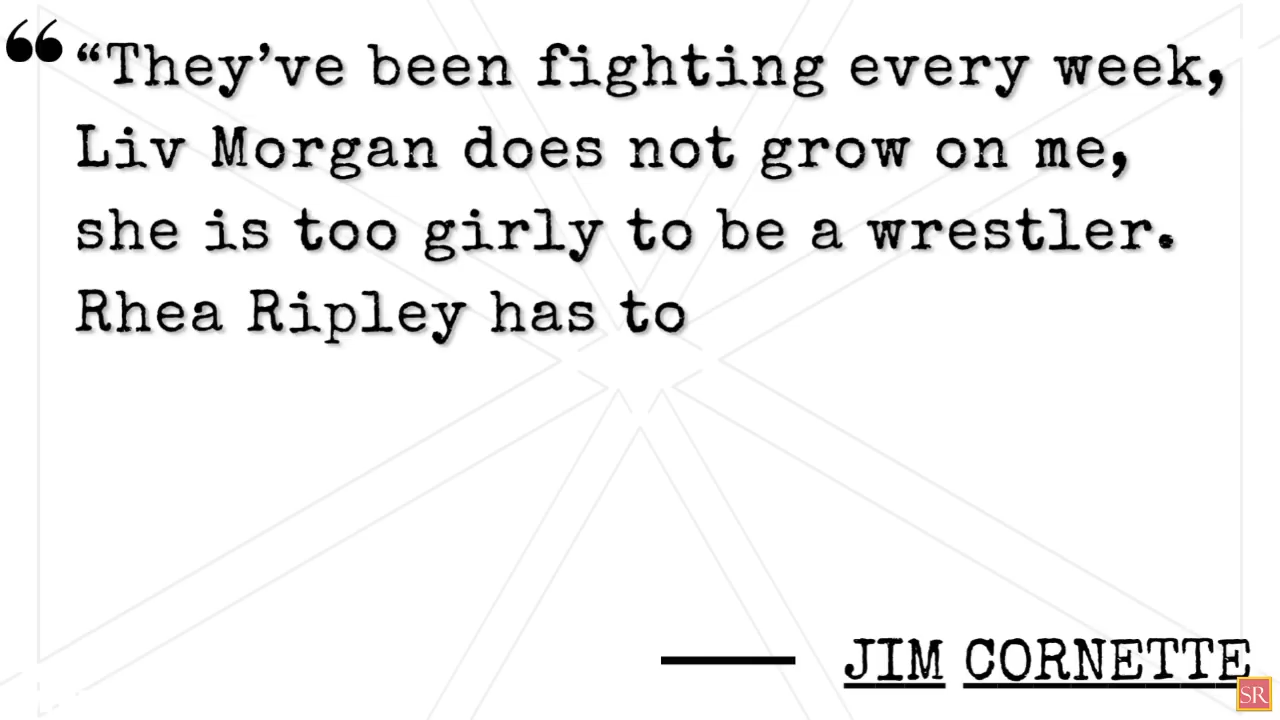 “They’ve been fighting every week,
Liv Morgan does not grow on me,
she is too girly to be a wrestler.
Rhea Ripley has to
JIM CORNETTE
SR